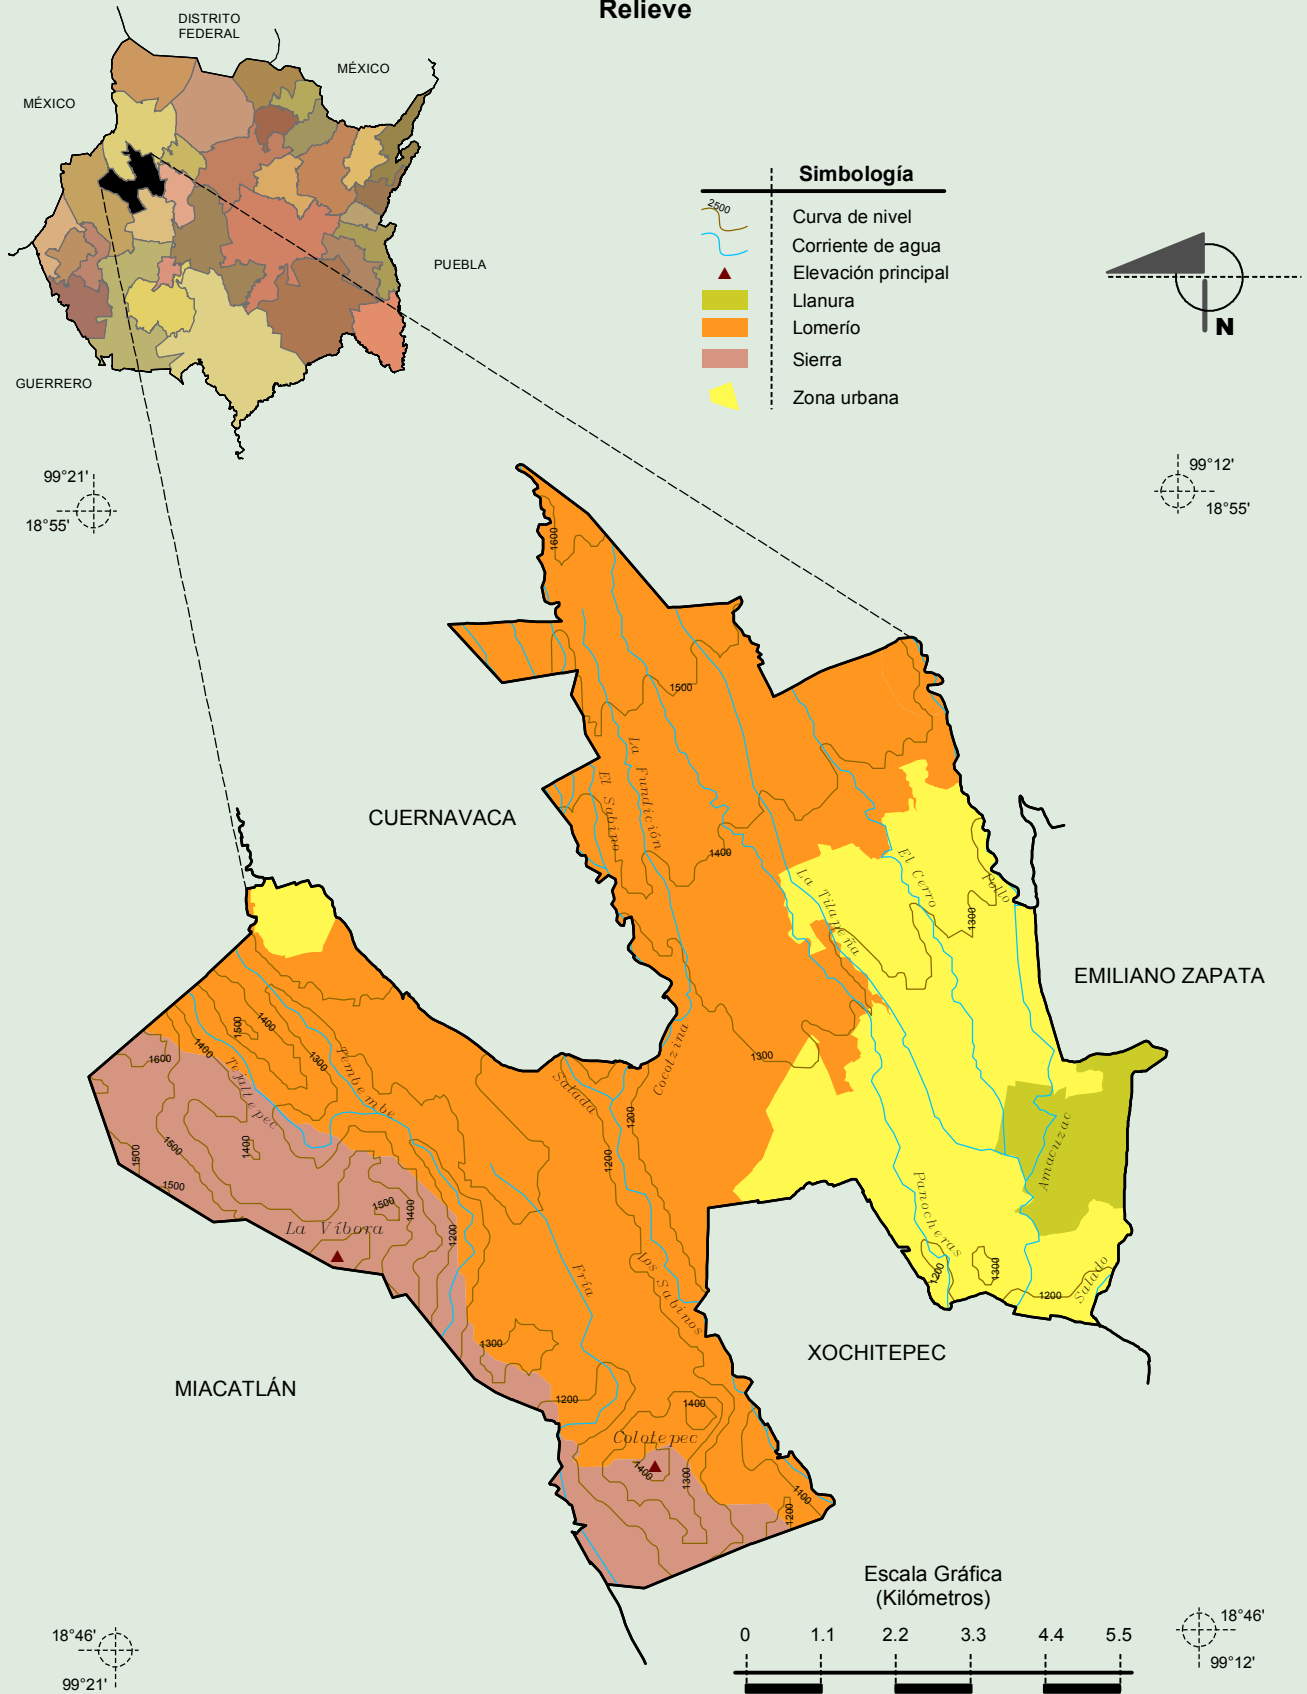 Relieve
DISTRITO
FEDERAL
MÉXICO
MÉXICO
PUEBLA
GUERRERO
Simbología
2500
Curva de nivel
Corriente de agua
Elevación principal
Llanura
Lomerío
Sierra
Zona urbana
N
99°21'
18°55'
99°12'
18°55'
1600
1500
La Fundición
El Sabino
CUERNAVACA
1400
La Tilapeña
El Cerro
Pollo
1300
EMILIANO ZAPATA
1500
1400
1400
1300
1600
Tejaltepec
Pembembe
Salada
Cocotzina
1300
1200
1200
1500
1500
1500
1400
1500
1400
1200
La Víbora
Amacuzac
Panocheras
1200
1300
1200
Salado
Fría
Los Sabinos
1300
1200
XOCHITEPEC
MIACATLÁN
1400
Colotepec
1400
1300
1200
1100
Escala Gráfica
(Kilómetros)
0 1.1 2.2 3.3 4.4 5.5
18°46'
99°21'
18°46'
99°12'